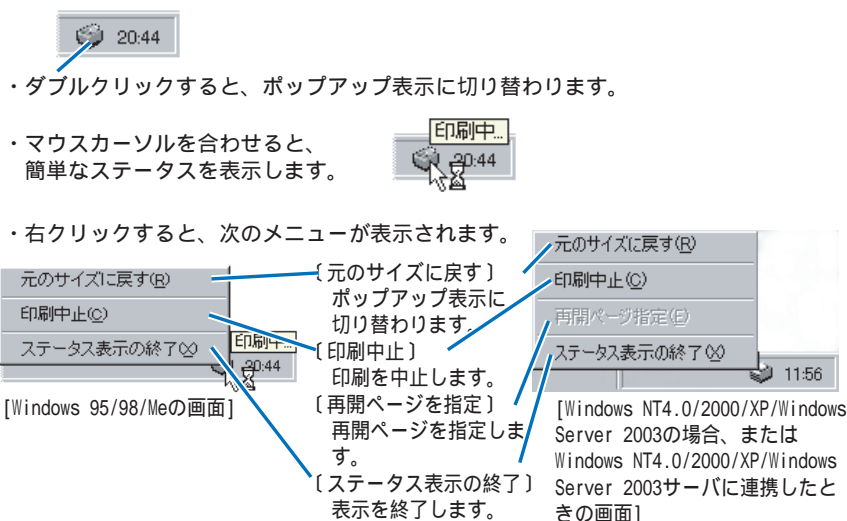 20:44
・ダブルクリックすると、ポップアップ表示に切り替わります。
・マウスカーソルを合わせると、
簡単なステータスを表示します。
印刷中...
20:44
・右クリックすると、次のメニューが表示されます。
元のサイズに戻す(R)
印刷中止(C)
ステータス表示の終了(X)
印刷中...
20:44
[Windows 95/98/Meの画面]
〔元のサイズに戻す〕
ポップアップ表示に
切り替わります。
〔印刷中止〕
印刷を中止します。
〔再開ページを指定〕
再開ページを指定しま
す。
〔ステータス表示の終了〕
表示を終了します。
元のサイズに戻す(R)
印刷中止(C)
再開ページ指定(E)
ステータス表示の終了(X)
11:56
[Windows NT4.0/2000/XP/Windows
Server 2003の場合、または
Windows NT4.0/2000/XP/Windows
Server 2003サーバに連携したと
きの画面]